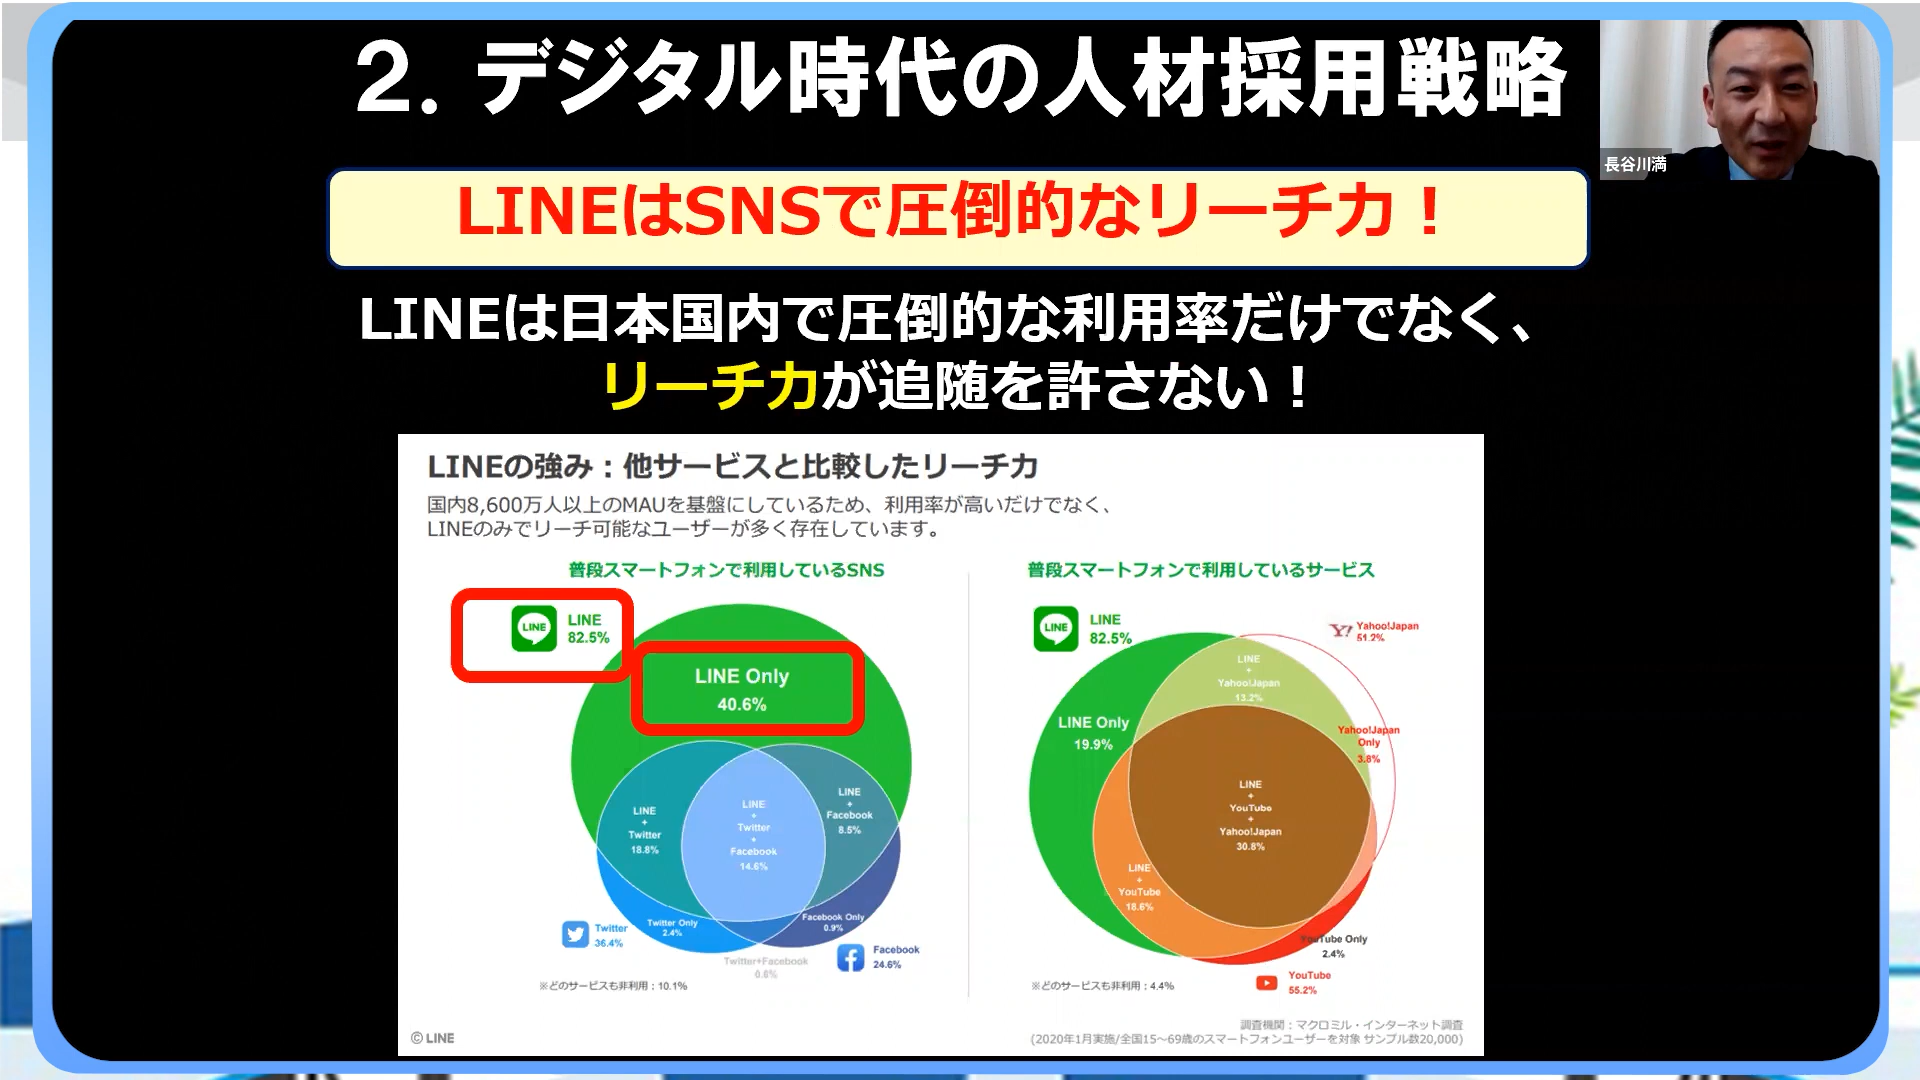 2. デジタル時代の人材採用戦略
長谷川満
LINEはSNSで圧倒的なリーチ力！
LINEは日本国内で圧倒的な利用率だけでなく、
リーチ力が追随を許さない！
LINEの強み：他サービスと比較したリーチ力
国内8,600万人以上のMAUを基盤にしているため、利用率が高いだけでなく、
LINEのみでリーチ可能なユーザーが多く存在しています。
普段スマートフォンで利用しているSNS
LINE
LINE
82.5%
LINE Only
40.6%
LINE
+
Twitter
18.8%
LINE
+
Twitter
+
Facebook
14.6%
LINE
+
Facebook
8.5%
Twitter
36.4%
Twitter Only
2.4%
Facebook Only
0.9%
Twitter+Facebook
0.6%
Facebook
24.6%
※どのサービスも非利用：10.1%
普段スマートフォンで利用しているサービス
LINE
LINE
82.5%
Y!
Yahoo!Japan
51.2%
LINE
+
Yahoo!Japan
13.2%
LINE Only
19.9%
Yahoo!Japan
Only
3.8%
LINE
+
YouTube
+
Yahoo!Japan
30.8%
LINE
+
YouTube
18.6%
YouTube Only
2.4%
YouTube
55.2%
※どのサービスも非利用：4.4%
© LINE
調査機関：マクロミル・インターネット調査
(2020年1月実施/全国15～69歳のスマートフォンユーザーを対象 サンプル数20,000)